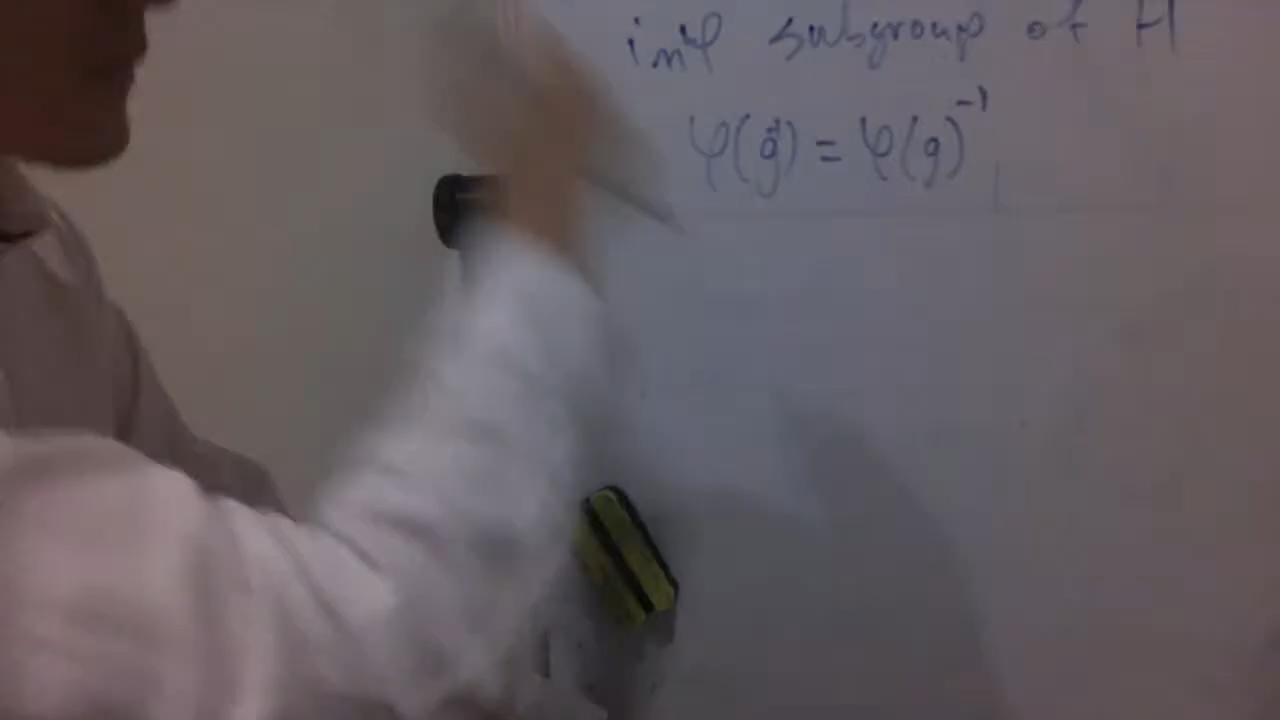 im φ subgroup of H
φ(g⁻¹) = φ(g)⁻¹